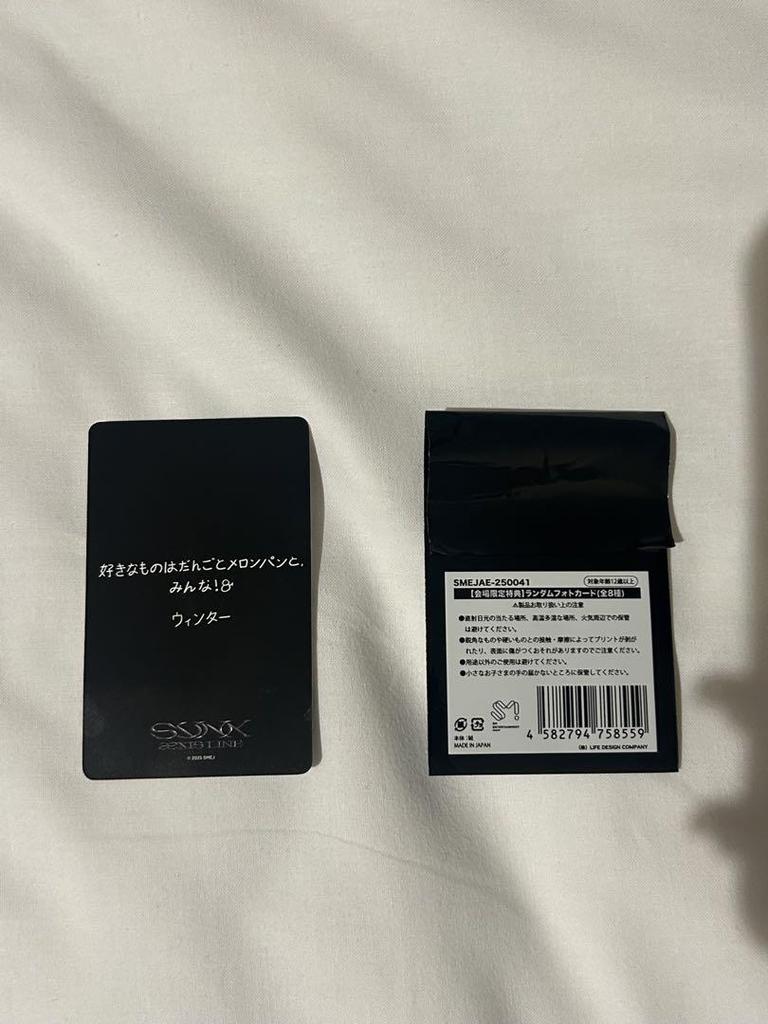 好きなものはだんごとメロンパンと、
みんな!
ウィンター
SYNK
æXIS LINE
© 2025 SMEJ
SMEJAE-250041
対象年齢12歳以上
【会場限定特典】ランダムフォトカード(全8種)
⚠製品お取り扱い上の注意
●直射日光の当たる場所、高温多湿な場所、火気周辺での保管
は避けてください。
●鋭角なものや硬いものとの接触・摩擦によってプリントが剥が
れたり、表面に傷がつくおそれがありますのでご注意ください。
●用途以外のご使用は避けてください。
●小さなお子さまの手の届かないところに保管してください。
SM
SM
ENTERTAINMENT
本体:紙
MADE IN JAPAN
4 582794 758559
(株) LIFE DESIGN COMPANY